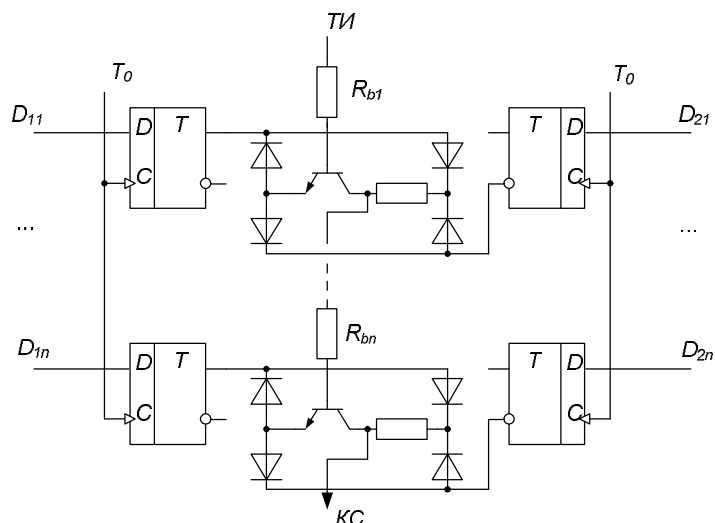 ТИ
T0
Rb1
T0
D11
D
T
T
D
D21
C
C
...
...
Rbn
D1n
D
T
T
D
D2n
C
C
КС